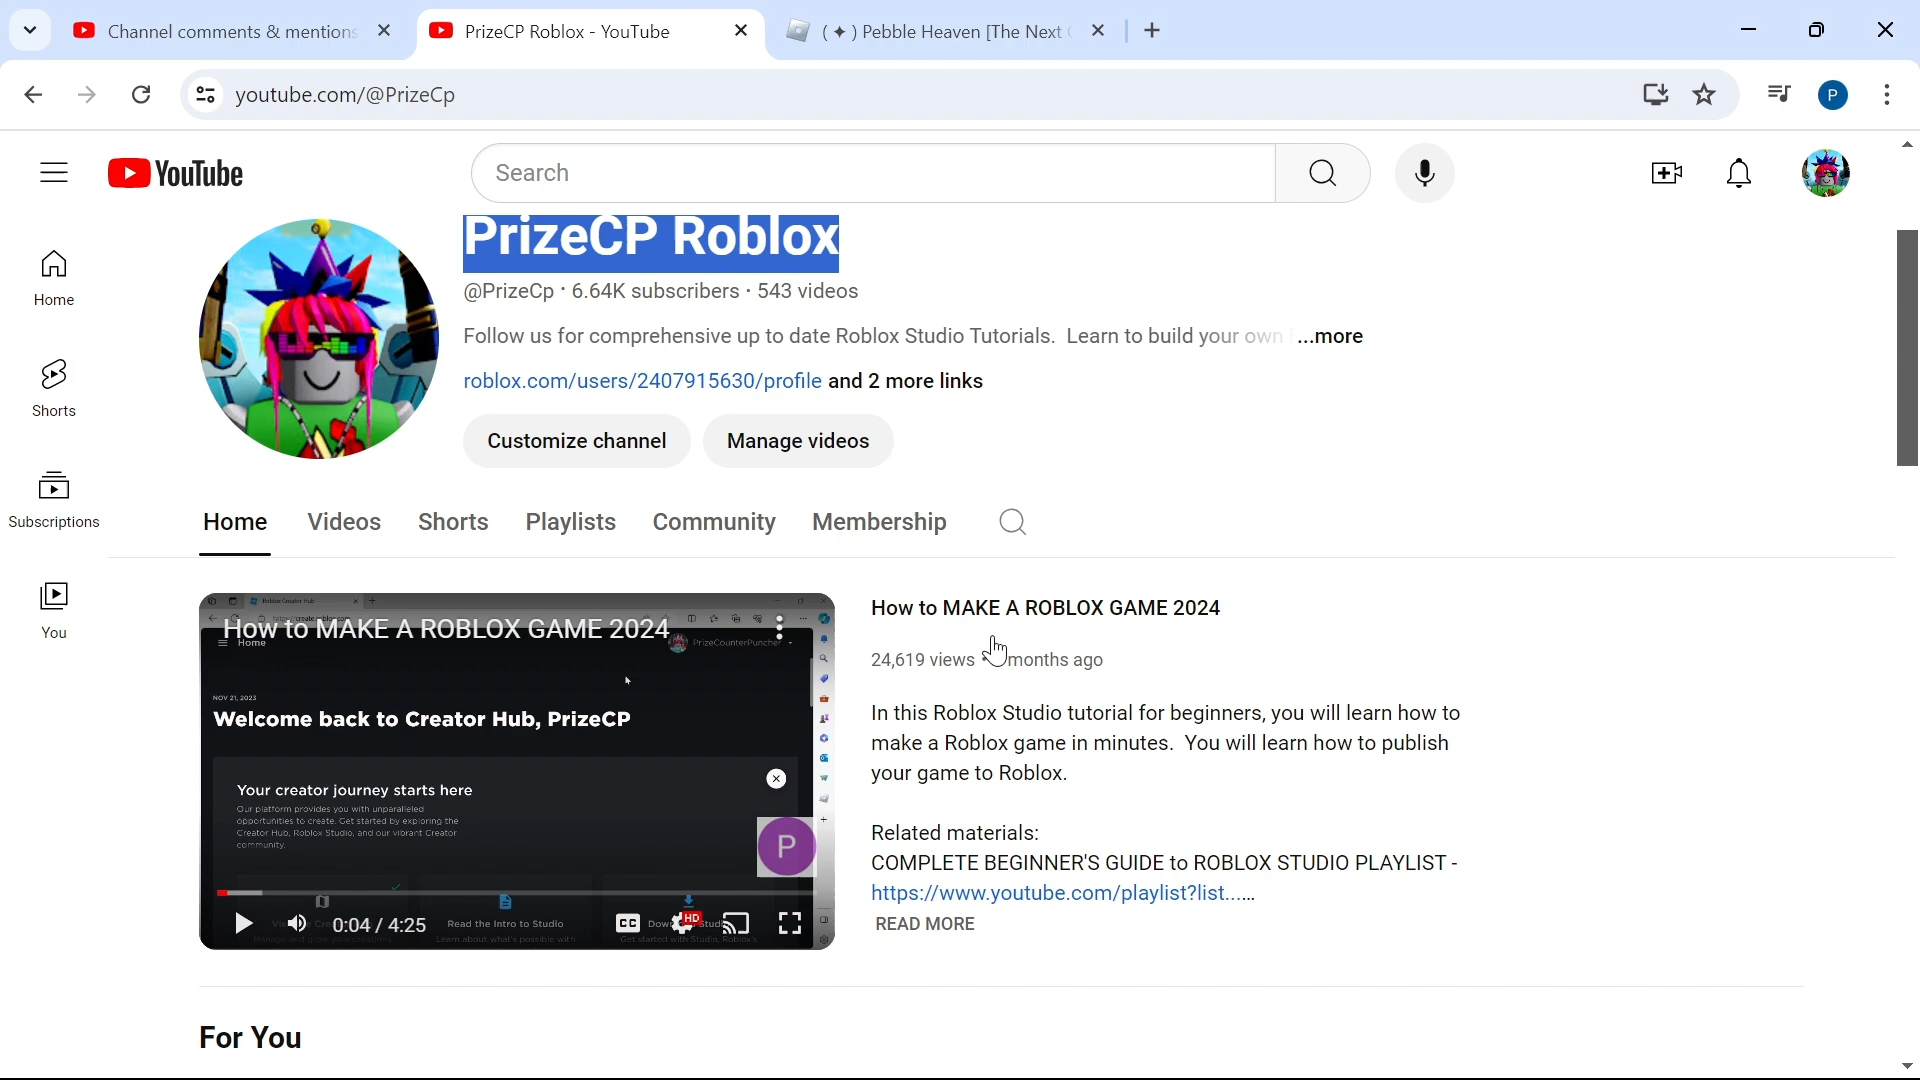 Channel comments & mentions
PrizeCP Roblox - YouTube
( ✦ ) Pebble Heaven [The Next
youtube.com/@PrizeCp
P
YouTube
Search
PrizeCP Roblox
@PrizeCp · 6.64K subscribers · 543 videos
Follow us for comprehensive up to date Roblox Studio Tutorials. Learn to build your own ...more
roblox.com/users/2407915630/profile and 2 more links
Customize channel
Manage videos
Home
Shorts
Subscriptions
You
Home
Videos
Shorts
Playlists
Community
Membership
Roblox Creator Hub
How to MAKE A ROBLOX GAME 2024
Home
PrizeCounterPuncher
NOV 21, 2023
Welcome back to Creator Hub, PrizeCP
Your creator journey starts here
Our platform provides you with unparalleled
opportunities to create. Get started by exploring the
Creator Hub, Roblox Studio, and our vibrant Creator
community.
P
Read the Intro to Studio
0:04 / 4:25
CC
HD
How to MAKE A ROBLOX GAME 2024
24,619 views
months ago
In this Roblox Studio tutorial for beginners, you will learn how to
make a Roblox game in minutes. You will learn how to publish
your game to Roblox.
Related materials:
COMPLETE BEGINNER'S GUIDE to ROBLOX STUDIO PLAYLIST -
https://www.youtube.com/playlist?list...…
READ MORE
For You